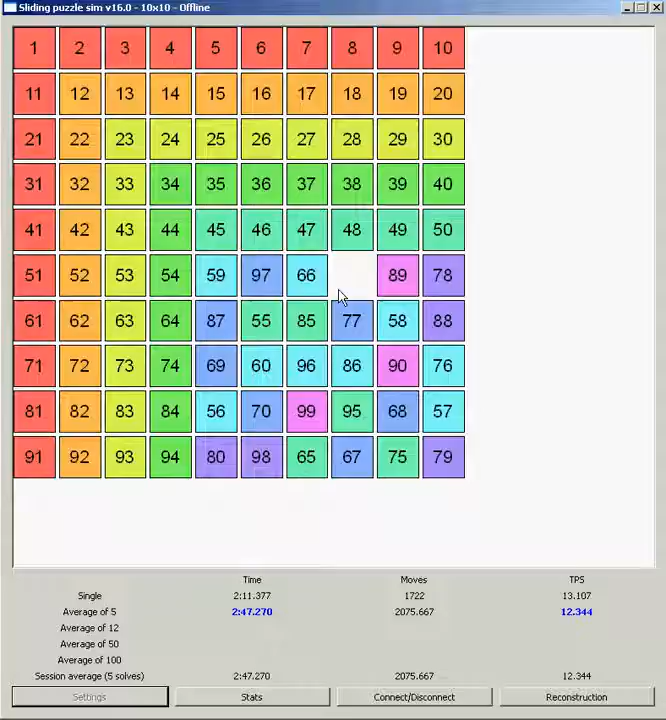 Sliding puzzle sim v16.0 - 10x10 - Offline
1 2 3 4 5 6 7 8 9 10
11 12 13 14 15 16 17 18 19 20
21 22 23 24 25 26 27 28 29 30
31 32 33 34 35 36 37 38 39 40
41 42 43 44 45 46 47 48 49 50
51 52 53 54 59 97 66 89 78
61 62 63 64 87 55 85 77 58 88
71 72 73 74 69 60 96 86 90 76
81 82 83 84 56 70 99 95 68 57
91 92 93 94 80 98 65 67 75 79
Time Moves TPS
Single 2:11.377 1722 13.107
Average of 5 2:47.270 2075.667 12.344
Average of 12
Average of 50
Average of 100
Session average (5 solves) 2:47.270 2075.667 12.344
Settings Stats Connect/Disconnect Reconstruction